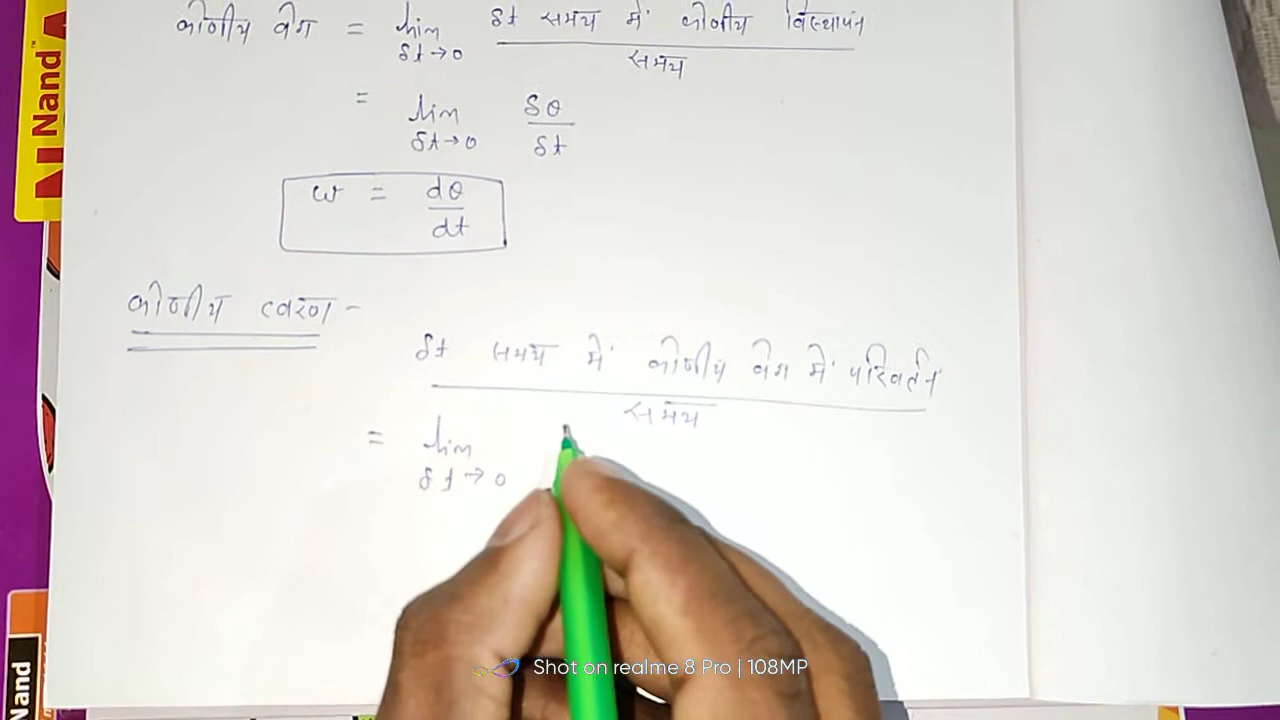 कोणीय वेग = lim δt→0 δt समय में कोणीय विस्थापन / समय
= lim δt→0 δθ / δt
ω = dθ / dt
कोणीय त्वरण -
δt समय में कोणीय वेग में परिवर्तन / समय
= lim δt→0
Nand
Nand
Shot on realme 8 Pro | 108MP